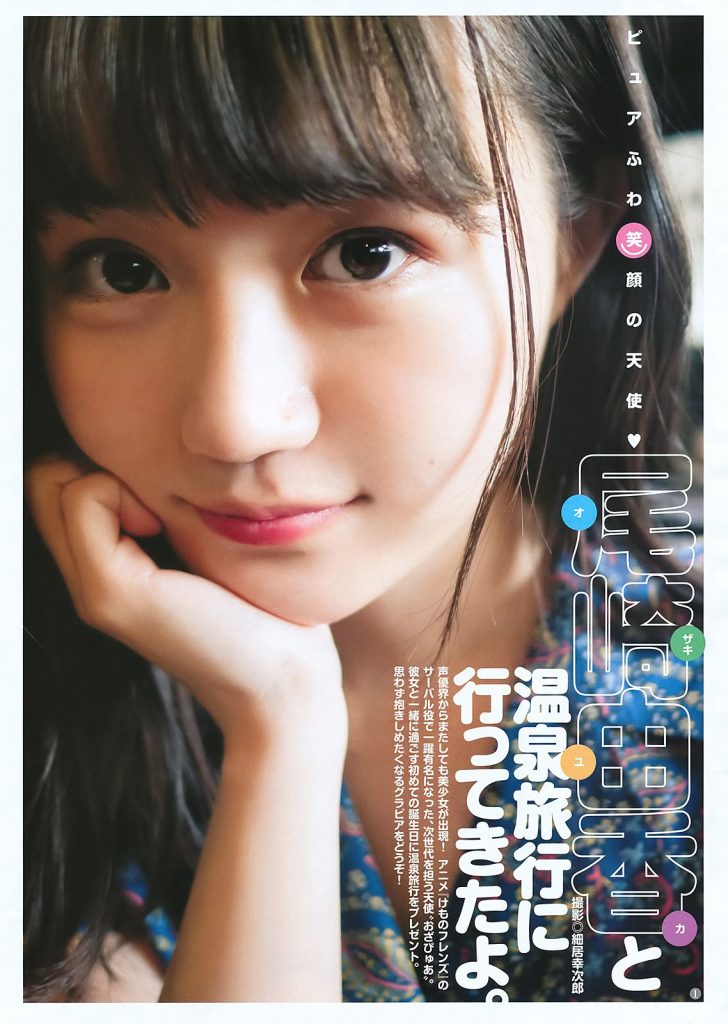 ピュアふわ笑顔の天使♥
尾崎由香と
オ
ザキ
ユ
カ
温泉旅行に
行ってきたよ。
撮影◎細居幸次郎
声優界からまたしても美少女が出現! アニメ『けものフレンズ』の
サーバル役で一躍有名になった、次世代を担う天使“おざぴゅあ。
彼女と一緒に過ごす初めての誕生日に温泉旅行をプレゼント。
思わず抱きしめたくなるグラビアをどうぞ!
1